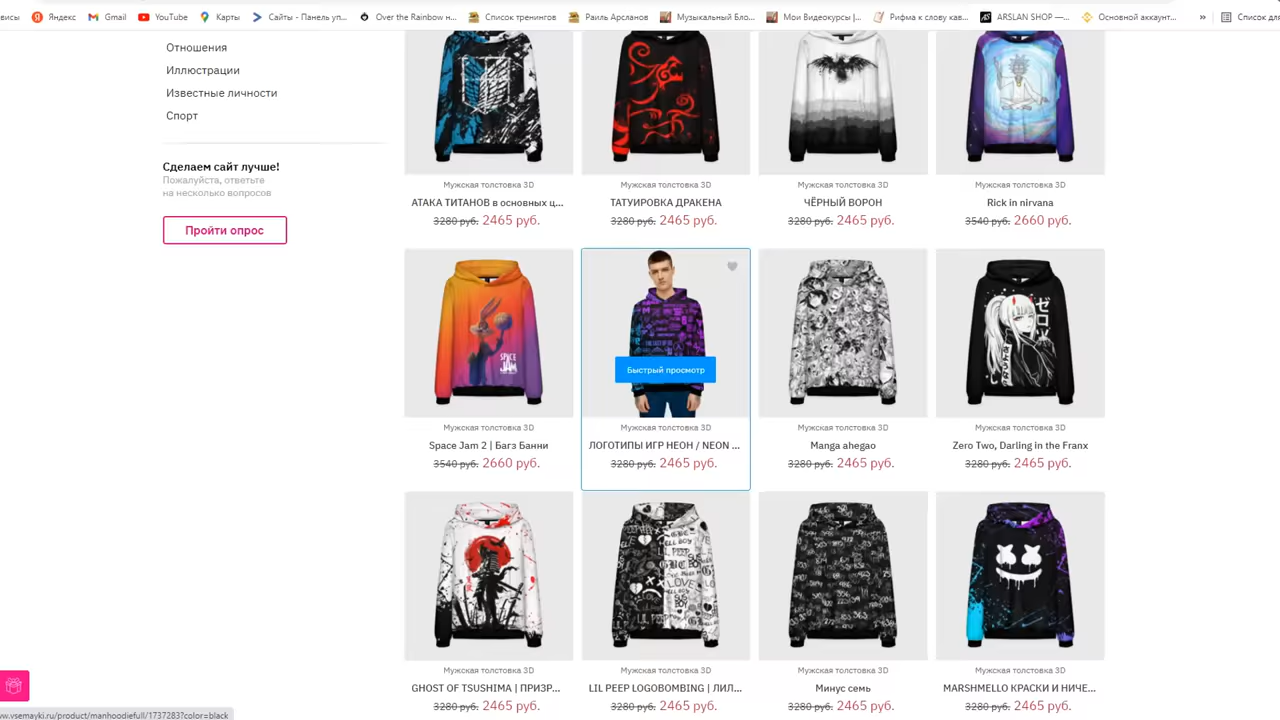 висы
Яндекс
Gmail
YouTube
Карты
Сайты - Панель уп...
Over the Rainbow н...
Список тренингов
Раиль Арсланов
Музыкальный Бло...
Мои Видеокурсы |...
Рифма к слову кав...
ARSLAN SHOP —...
Основной аккаунт...
»
Список для
Отношения
Иллюстрации
Известные личности
Спорт
Сделаем сайт лучше!
Пожалуйста, ответьте
на несколько вопросов
Пройти опрос
Мужская толстовка 3D
АТАКА ТИТАНОВ в основных ц...
3280 руб. 2465 руб.
Мужская толстовка 3D
ТАТУИРОВКА ДРАКЕНА
3280 руб. 2465 руб.
Мужская толстовка 3D
ЧЁРНЫЙ ВОРОН
3280 руб. 2465 руб.
Мужская толстовка 3D
Rick in nirvana
3540 руб. 2660 руб.
SPACE
JAM
Мужская толстовка 3D
Space Jam 2 | Багз Банни
3540 руб. 2660 руб.
Быстрый просмотр
Мужская толстовка 3D
ЛОГОТИПЫ ИГР НЕОН / NEON ...
3280 руб. 2465 руб.
Мужская толстовка 3D
Manga ahegao
3280 руб. 2465 руб.
ゼロ
Мужская толстовка 3D
Zero Two, Darling in the Franx
3280 руб. 2465 руб.
Мужская толстовка 3D
GHOST OF TSUSHIMA | ПРИЗР...
3280 руб. 2465 руб.
LIL PEEP
LOVE
Мужская толстовка 3D
LIL PEEP LOGOBOMBING | ЛИЛ...
3280 руб. 2465 руб.
Мужская толстовка 3D
Минус семь
3280 руб. 2465 руб.
Мужская толстовка 3D
MARSHMELLO КРАСКИ И НИЧЕ...
3280 руб. 2465 руб.
ww.vsemayki.ru/product/manhoodiefull/1737283?color=black